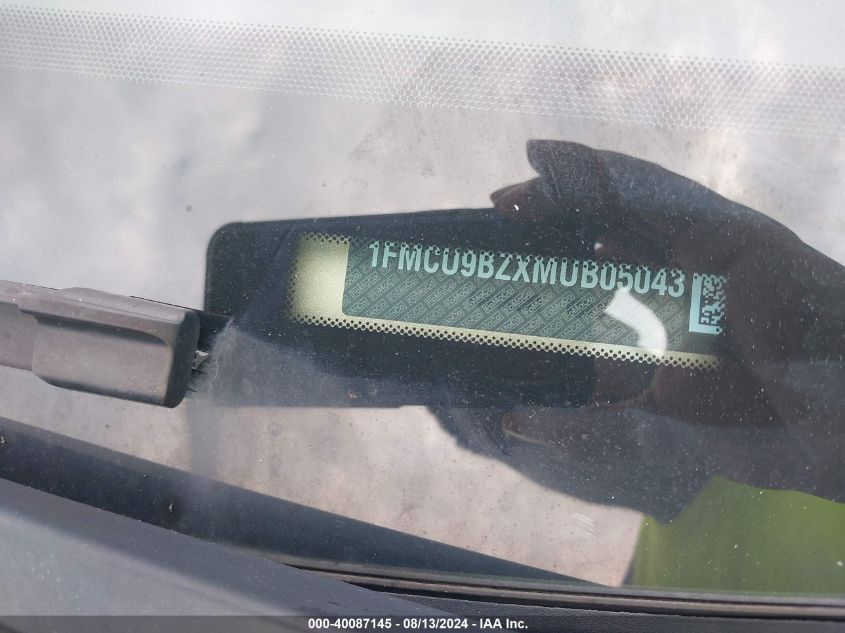 1FMCU9BZXMUB05043
000-40087145 - 08/13/2024 - IAA Inc.